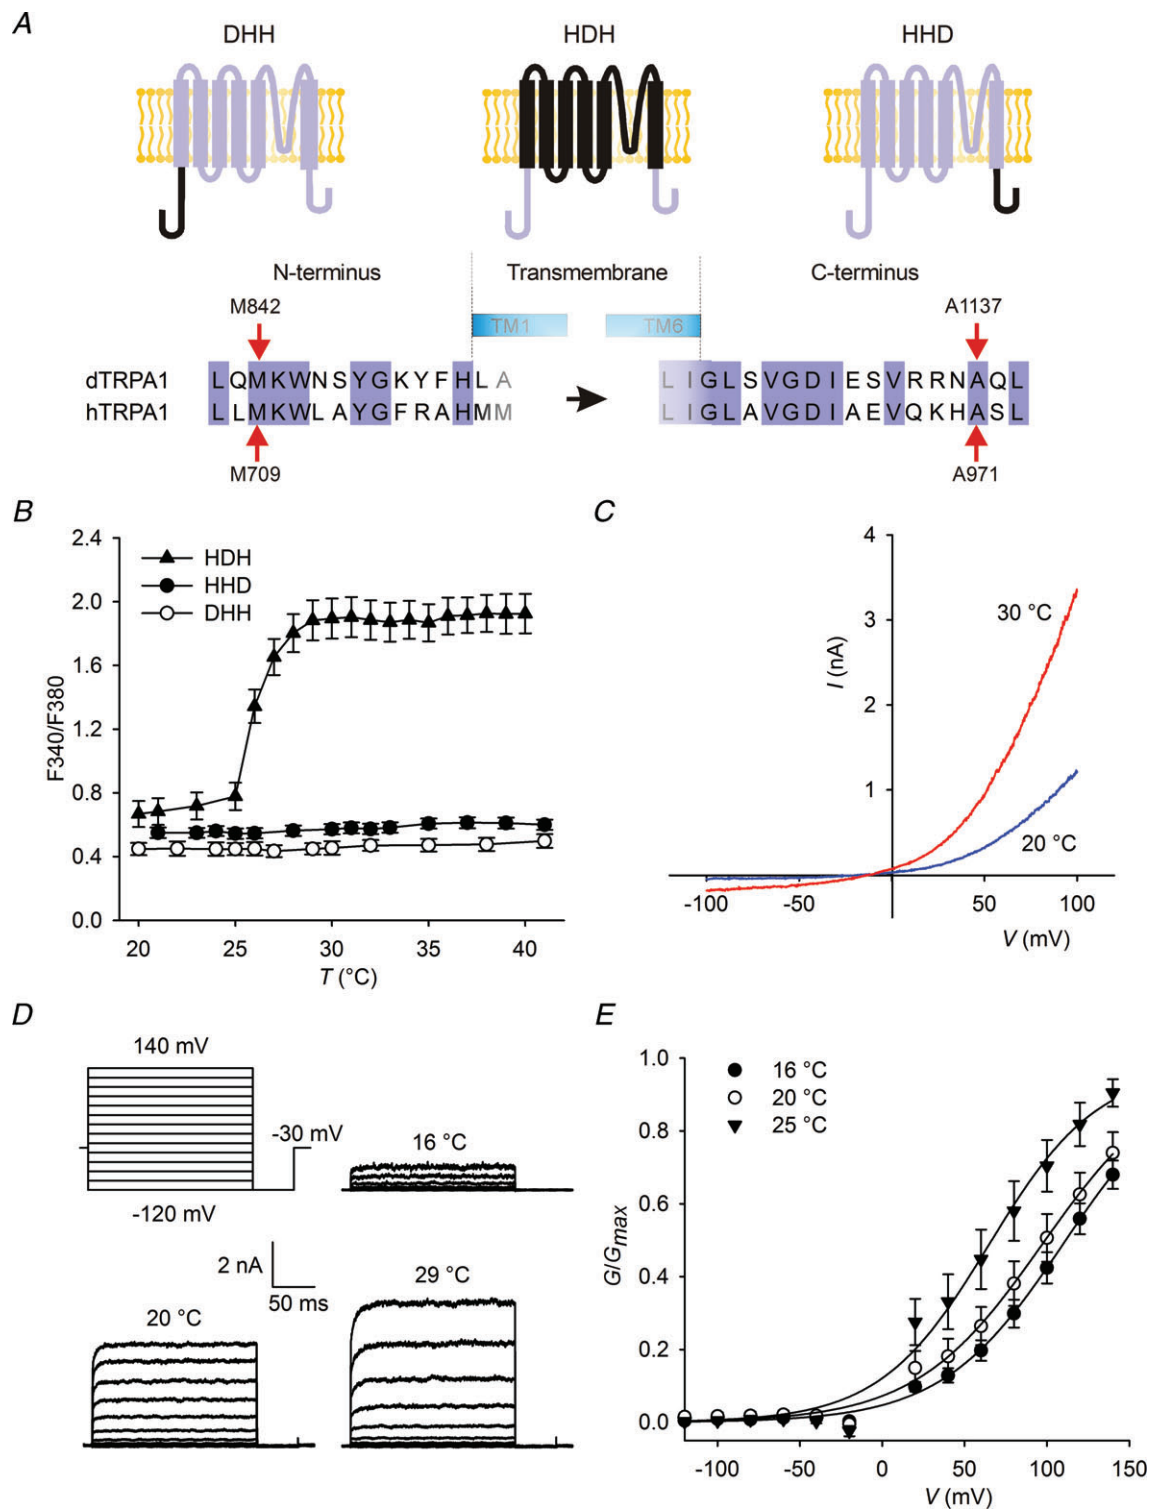 A
DHH HDH HHD
N-terminus Transmembrane C-terminus
M842 A1137
TM1 TM6
dTRPA1 LQMKWNSYGKYFHLA LIGLSVGDIESVRRNAQL
hTRPA1 LLMKWLAYGFRAHMM LIGLAVGDIAEVQKHASL
M709 A971
B
2.4
2.0
1.6
1.2
0.8
0.4
0.0
F340/F380
HDH
HHD
DHH
20 25 30 35 40
T (°C)
C
4
3
2
1
I (nA)
30 °C
20 °C
-100 -50 50 100
V (mV)
D
140 mV
-30 mV
-120 mV
16 °C
2 nA
50 ms
20 °C
29 °C
E
1.0
0.8
0.6
0.4
0.2
0.0
G/Gmax
16 °C
20 °C
25 °C
-100 -50 0 50 100 150
V (mV)